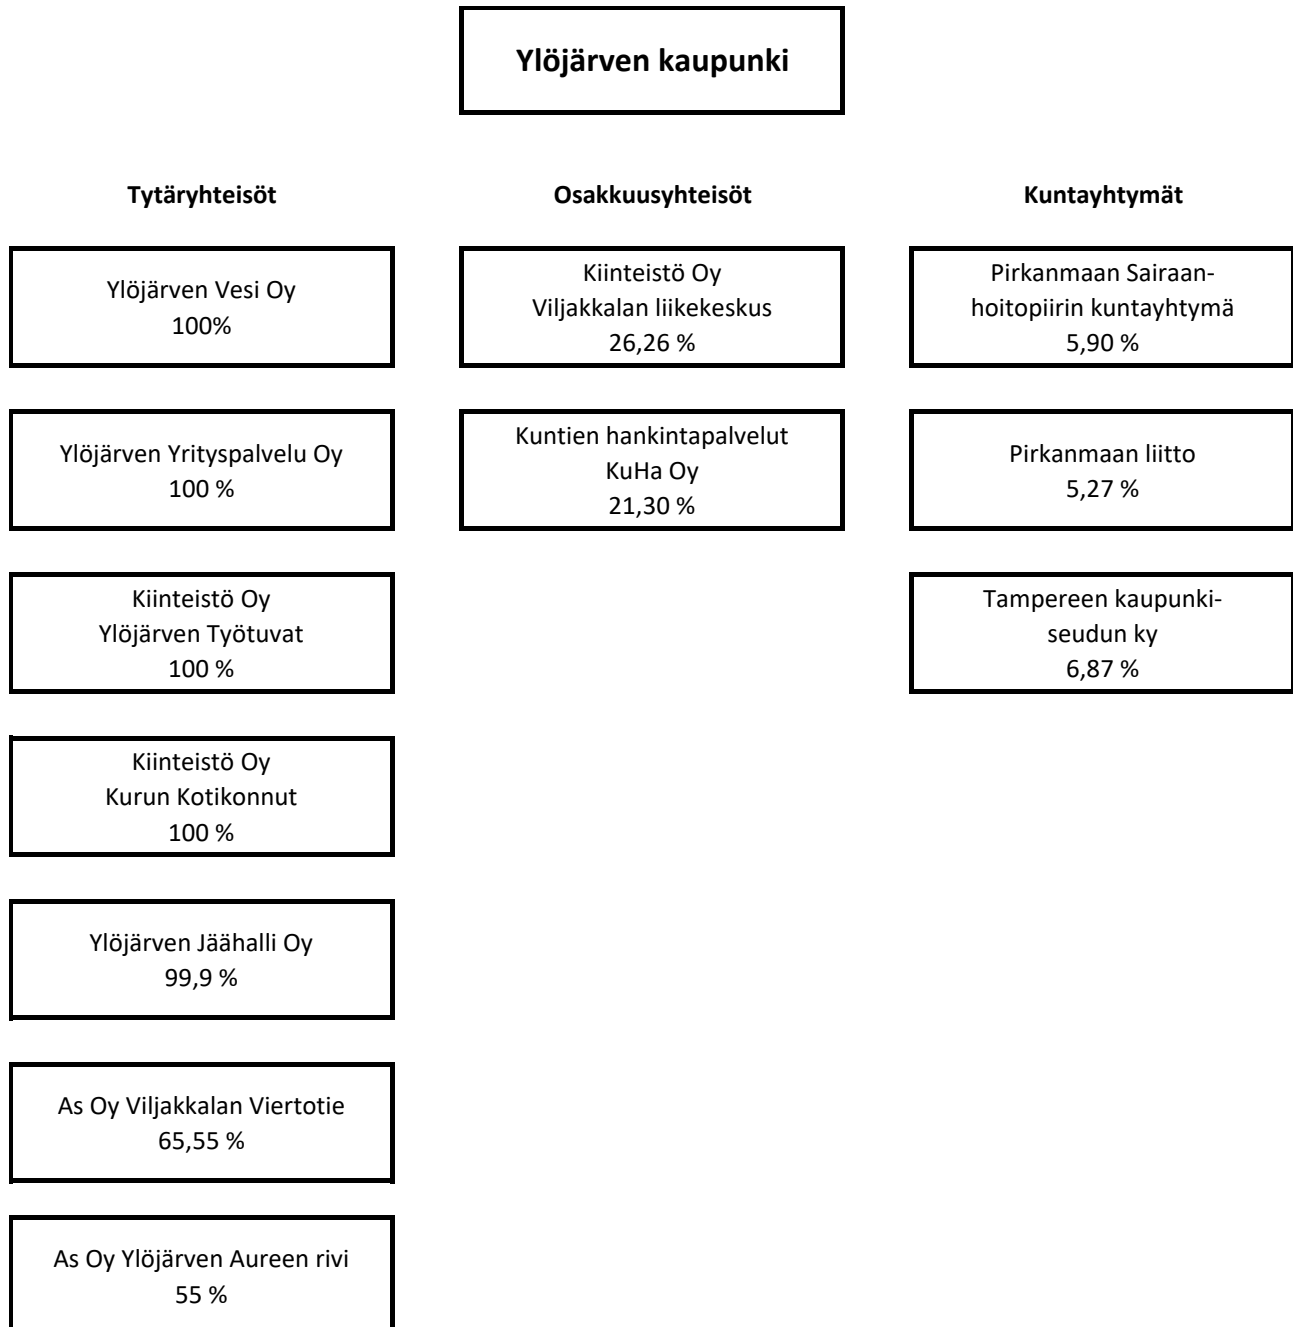 Ylöjärven kaupunki
Tytäryhteisöt
Ylöjärven Vesi Oy
100%
Ylöjärven Yrityspalvelu Oy
100 %
Kiinteistö Oy
Ylöjärven Työtuvat
100 %
Kiinteistö Oy
Kurun Kotikonnut
100 %
Ylöjärven Jäähalli Oy
99,9 %
As Oy Viljakkalan Viertotie
65,55 %
As Oy Ylöjärven Aureen rivi
55 %
Osakkuusyhteisöt
Kiinteistö Oy
Viljakkalan liikekeskus
26,26 %
Kuntien hankintapalvelut
KuHa Oy
21,30 %
Kuntayhtymät
Pirkanmaan Sairaan-
hoitopiirin kuntayhtymä
5,90 %
Pirkanmaan liitto
5,27 %
Tampereen kaupunki-
seudun ky
6,87 %